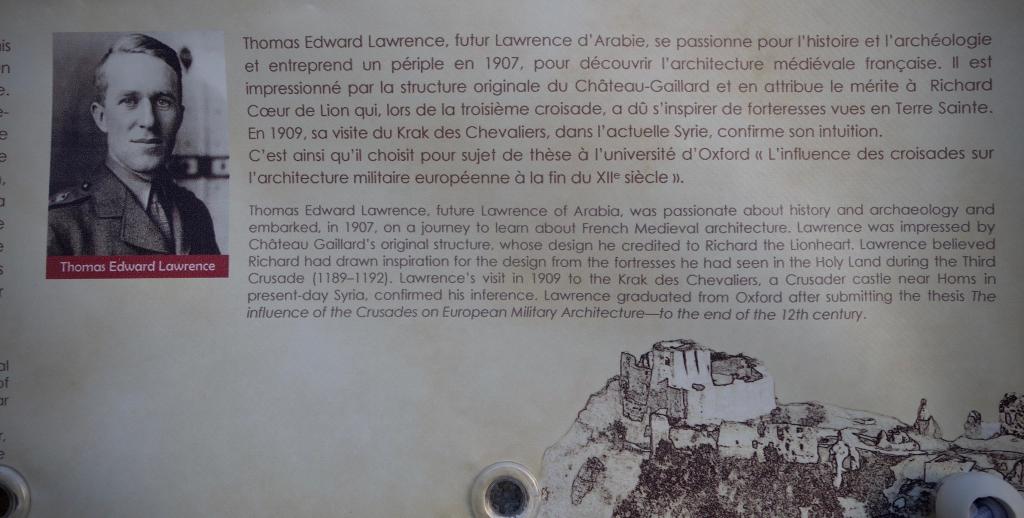 Thomas Edward Lawrence, futur Lawrence d'Arabie, se passionne pour l'histoire et l'archéologie
et entreprend un périple en 1907, pour découvrir l'architecture médiévale française. Il est
impressionné par la structure originale du Château-Gaillard et en attribue le mérite à Richard
Cœur de Lion qui, lors de la troisième croisade, a dû s'inspirer de forteresses vues en Terre Sainte.
En 1909, sa visite du Krak des Chevaliers, dans l'actuelle Syrie, confirme son intuition.
C'est ainsi qu'il choisit pour sujet de thèse à l'université d'Oxford « L'influence des croisades sur
l'architecture militaire européenne à la fin du XIIe siècle ».
Thomas Edward Lawrence
Thomas Edward Lawrence, future Lawrence of Arabia, was passionate about history and archaeology and
embarked, in 1907, on a journey to learn about French Medieval architecture. Lawrence was impressed by
Château Gaillard's original structure, whose design he credited to Richard the Lionheart. Lawrence believed
Richard had drawn inspiration for the design from the fortresses he had seen in the Holy Land during the Third
Crusade (1189–1192). Lawrence's visit in 1909 to the Krak des Chevaliers, a Crusader castle near Homs in
present-day Syria, confirmed his inference. Lawrence graduated from Oxford after submitting the thesis The
influence of the Crusades on European Military Architecture—to the end of the 12th century.